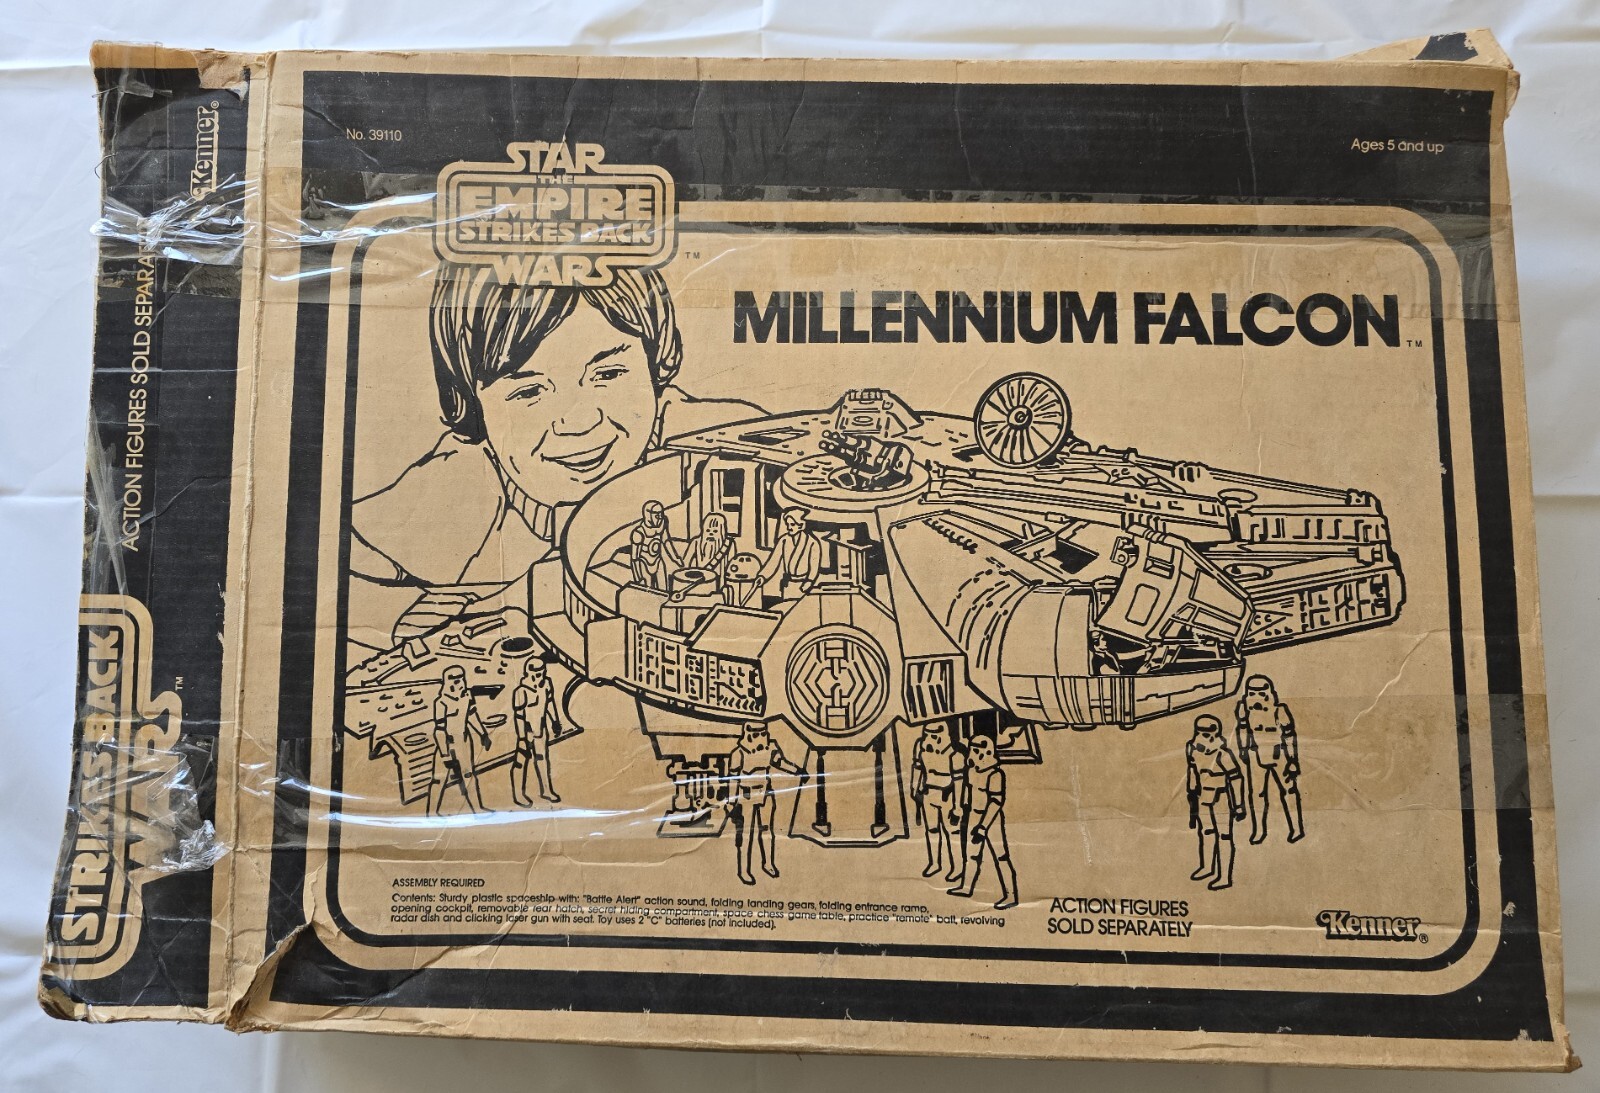 No. 39110
Ages 5 and up
STAR
THE
EMPIRE
STRIKES BACK
WARS
TM
MILLENNIUM FALCON TM
ASSEMBLY REQUIRED
Contents: Sturdy plastic spaceship with: "Battle Alert" action sound, folding landing gears, folding entrance ramp,
opening cockpit, removable rear hatch, secret hiding compartment, space chess game table, practice "remote" ball, revolving
radar dish and clicking laser gun with seat. Toy uses 2 "C" batteries (not included).
ACTION FIGURES
SOLD SEPARATELY
Kenner®
Kenner®
ACTION FIGURES SOLD SEPARA
STRIKES BACK
WARS TM